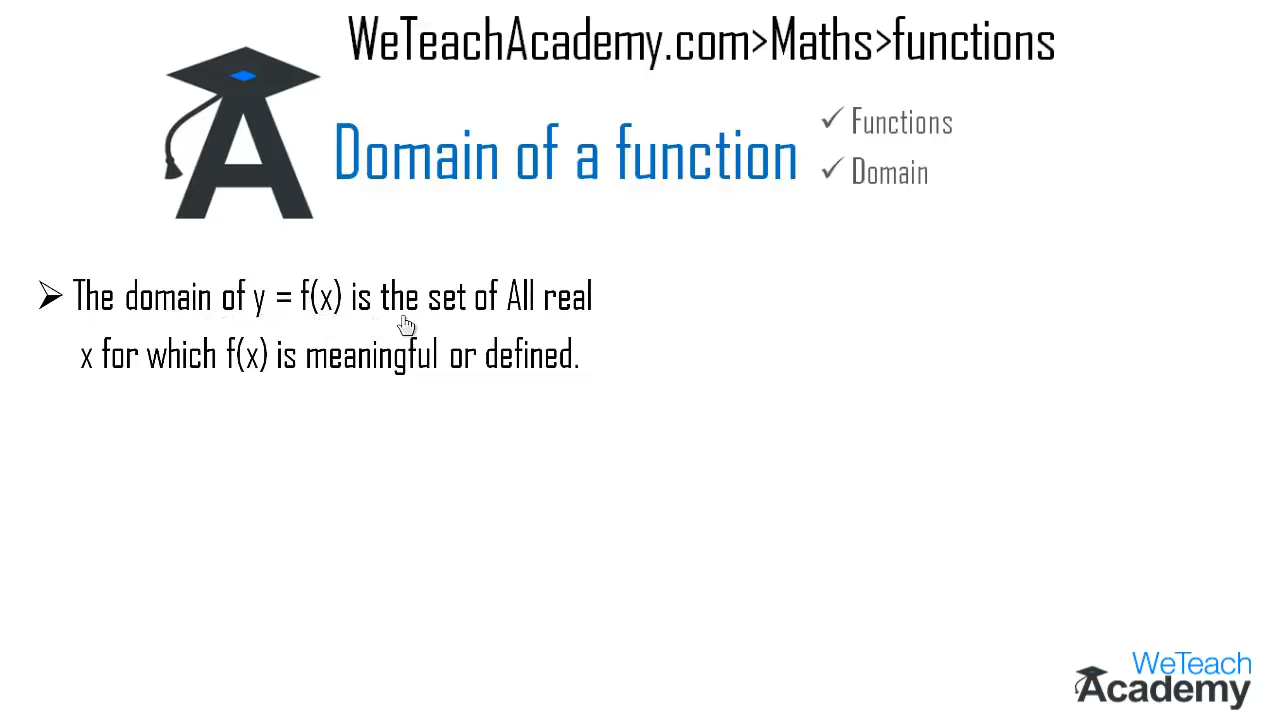 WeTeachAcademy.com>Maths>functions
Domain of a function
✓ Functions
✓ Domain
➢ The domain of y = f(x) is the set of All real
x for which f(x) is meaningful or defined.
WeTeach
Academy